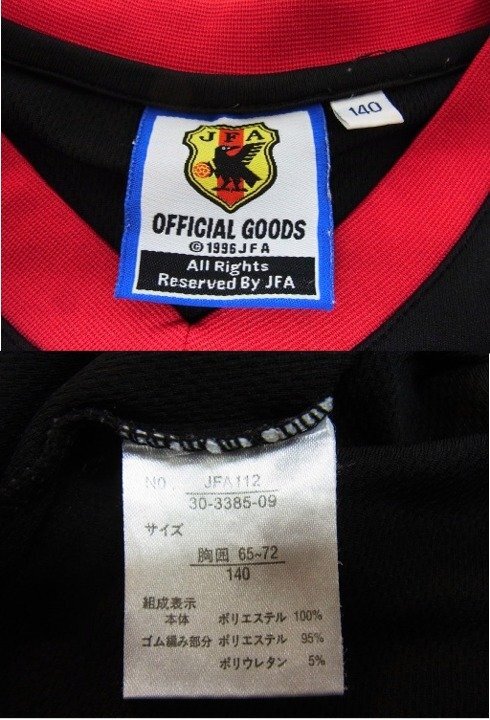 JFA
140
OFFICIAL GOODS
©1996 JFA
All Rights
Reserved By JFA
NO. JFA112
30-3385-09
サイズ
胸囲 65~72
140
組成表示
本体 ポリエステル 100%
ゴム編み部分 ポリエステル 95%
ポリウレタン 5%